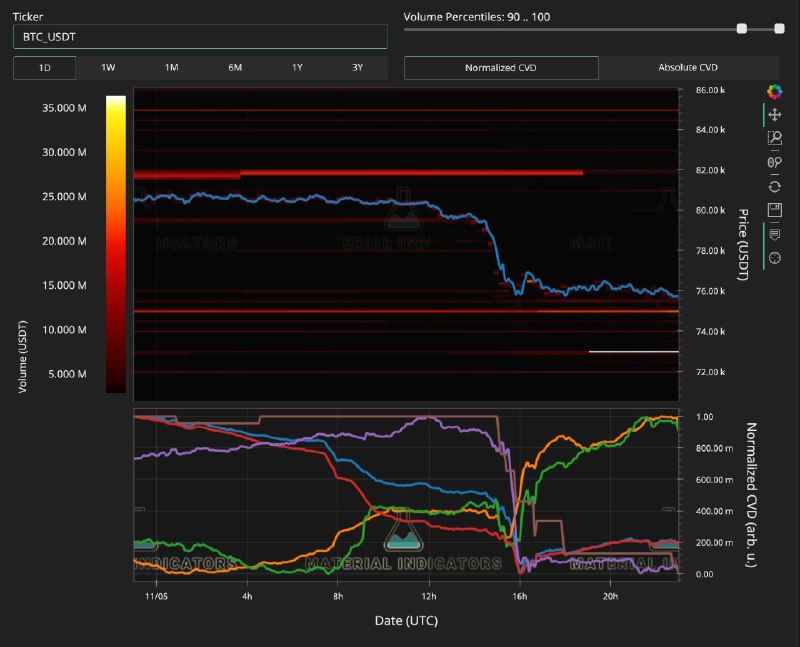 Ticker
BTC_USDT
Volume Percentiles: 90 .. 100
1D 1W 1M 6M 1Y 3Y
Normalized CVD Absolute CVD
35.000 M
30.000 M
25.000 M
20.000 M
15.000 M
10.000 M
5.000 M
Volume (USDT)
86.00 k
84.00 k
82.00 k
80.00 k
78.00 k
76.00 k
74.00 k
72.00 k
Price (USDT)
DICATORS
ERIAL IND
MATI
1.00
800.00 m
600.00 m
400.00 m
200.00 m
0.00
Normalized CVD (arb. u.)
INDICATORS
MATERIAL INDICATORS
MATERIAL I
11/05 4h 8h 12h 16h 20h
Date (UTC)